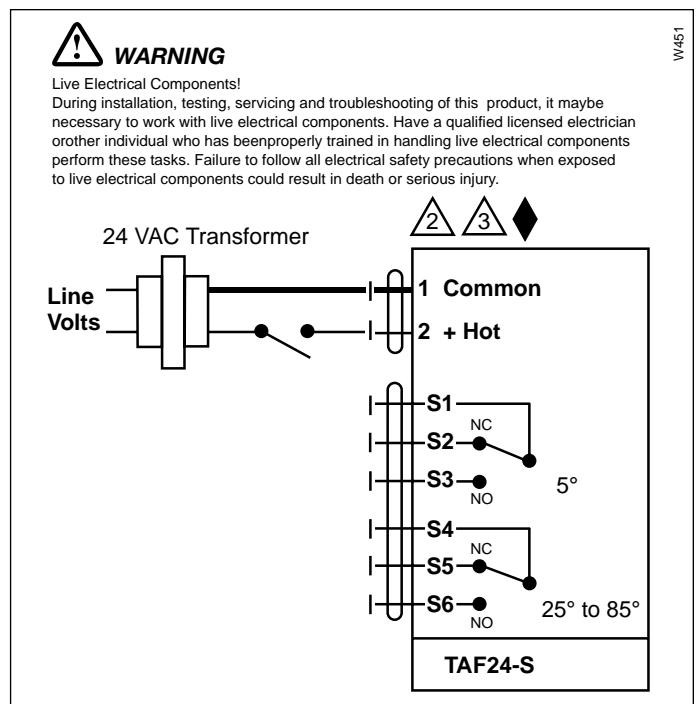 W451
WARNING
Live Electrical Components!
During installation, testing, servicing and troubleshooting of this product, it maybe
necessary to work with live electrical components. Have a qualified licensed electrician
orother individual who has beenproperly trained in handling live electrical components
perform these tasks. Failure to follow all electrical safety precautions when exposed
to live electrical components could result in death or serious injury.
2 3
24 VAC Transformer
Line
Volts
1 Common
2 + Hot
S1
NC
S2
S3
NO
5°
S4
NC
S5
S6
NO
25° to 85°
TAF24-S